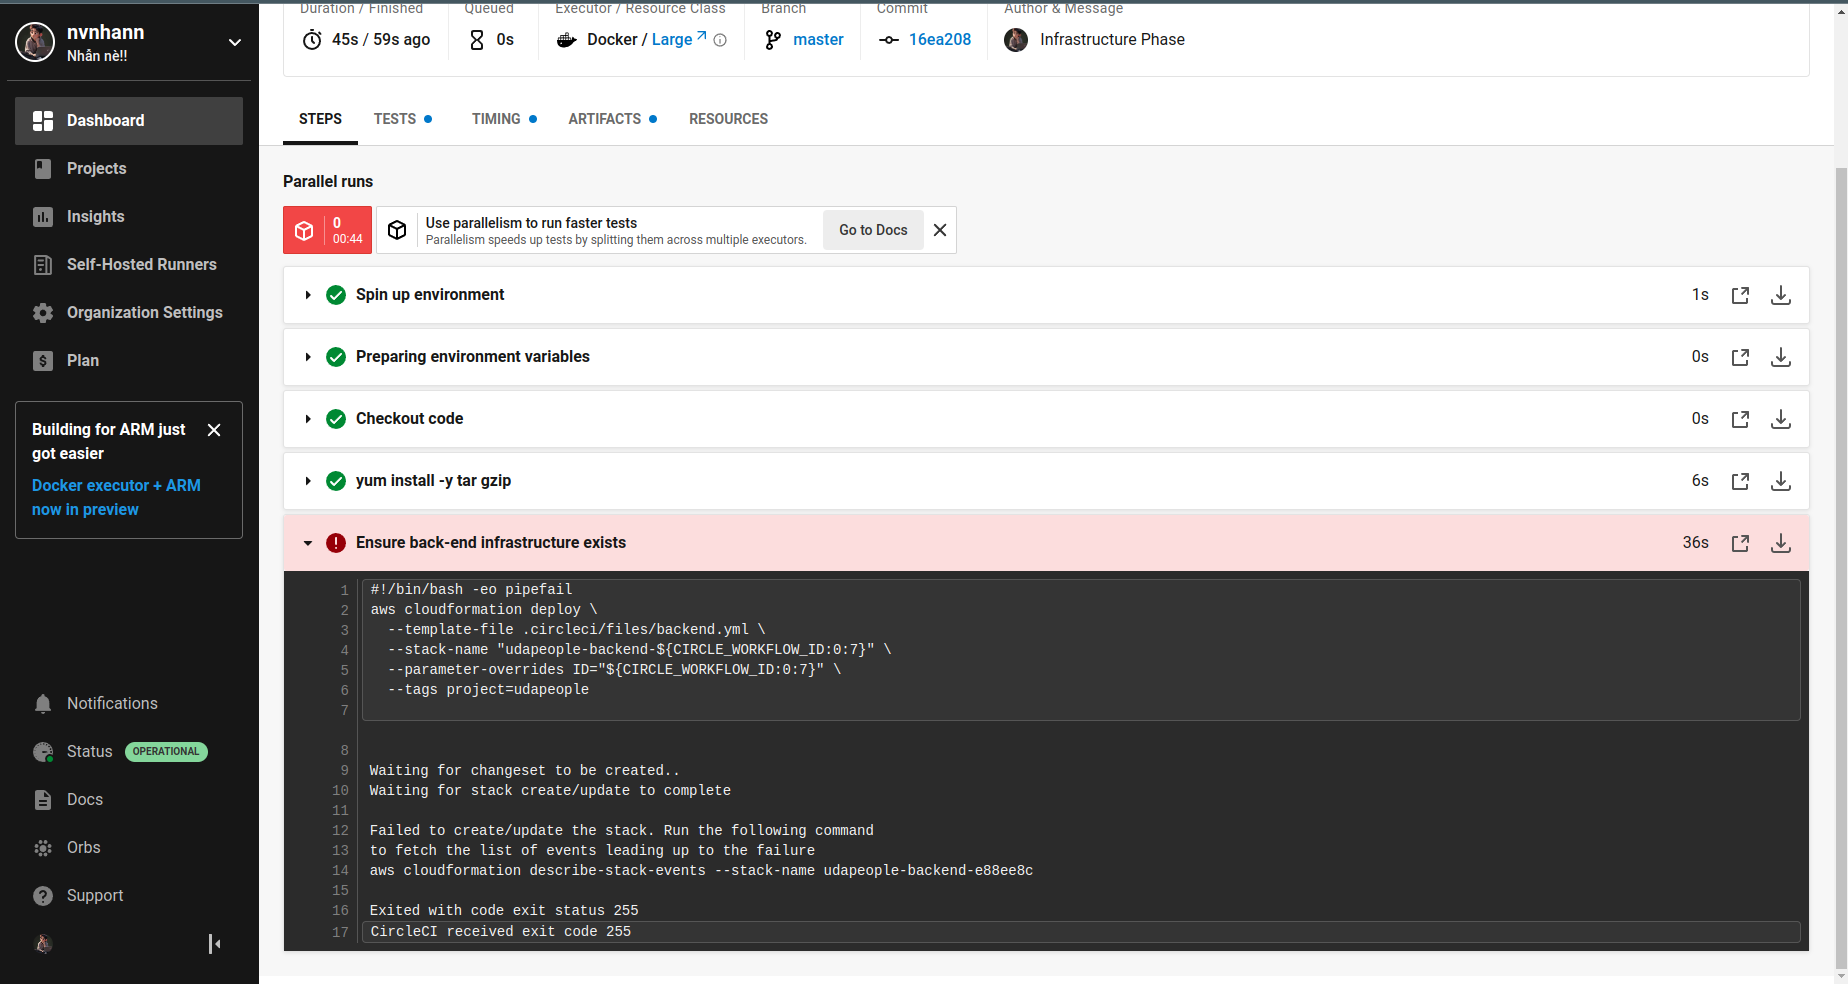 nvnhann
Nhẫn nè!!
Dashboard
Projects
Insights
Self-Hosted Runners
Organization Settings
Plan
Building for ARM just
got easier
Docker executor + ARM
now in preview
Notifications
Status OPERATIONAL
Docs
Orbs
Support
Duration / Finished
45s / 59s ago
Queued
0s
Executor / Resource Class
Docker / Large
Branch
master
Commit
16ea208
Author & Message
Infrastructure Phase
STEPS TESTS TIMING ARTIFACTS RESOURCES
Parallel runs
0
00:44
Use parallelism to run faster tests
Parallelism speeds up tests by splitting them across multiple executors.
Go to Docs
Spin up environment 1s
Preparing environment variables 0s
Checkout code 0s
yum install -y tar gzip 6s
Ensure back-end infrastructure exists 36s
1 #!/bin/bash -eo pipefail
2 aws cloudformation deploy \
3 --template-file .circleci/files/backend.yml \
4 --stack-name "udapeople-backend-${CIRCLE_WORKFLOW_ID:0:7}" \
5 --parameter-overrides ID="${CIRCLE_WORKFLOW_ID:0:7}" \
6 --tags project=udapeople
7
8
9 Waiting for changeset to be created..
10 Waiting for stack create/update to complete
11
12 Failed to create/update the stack. Run the following command
13 to fetch the list of events leading up to the failure
14 aws cloudformation describe-stack-events --stack-name udapeople-backend-e88ee8c
15
16 Exited with code exit status 255
17 CircleCI received exit code 255